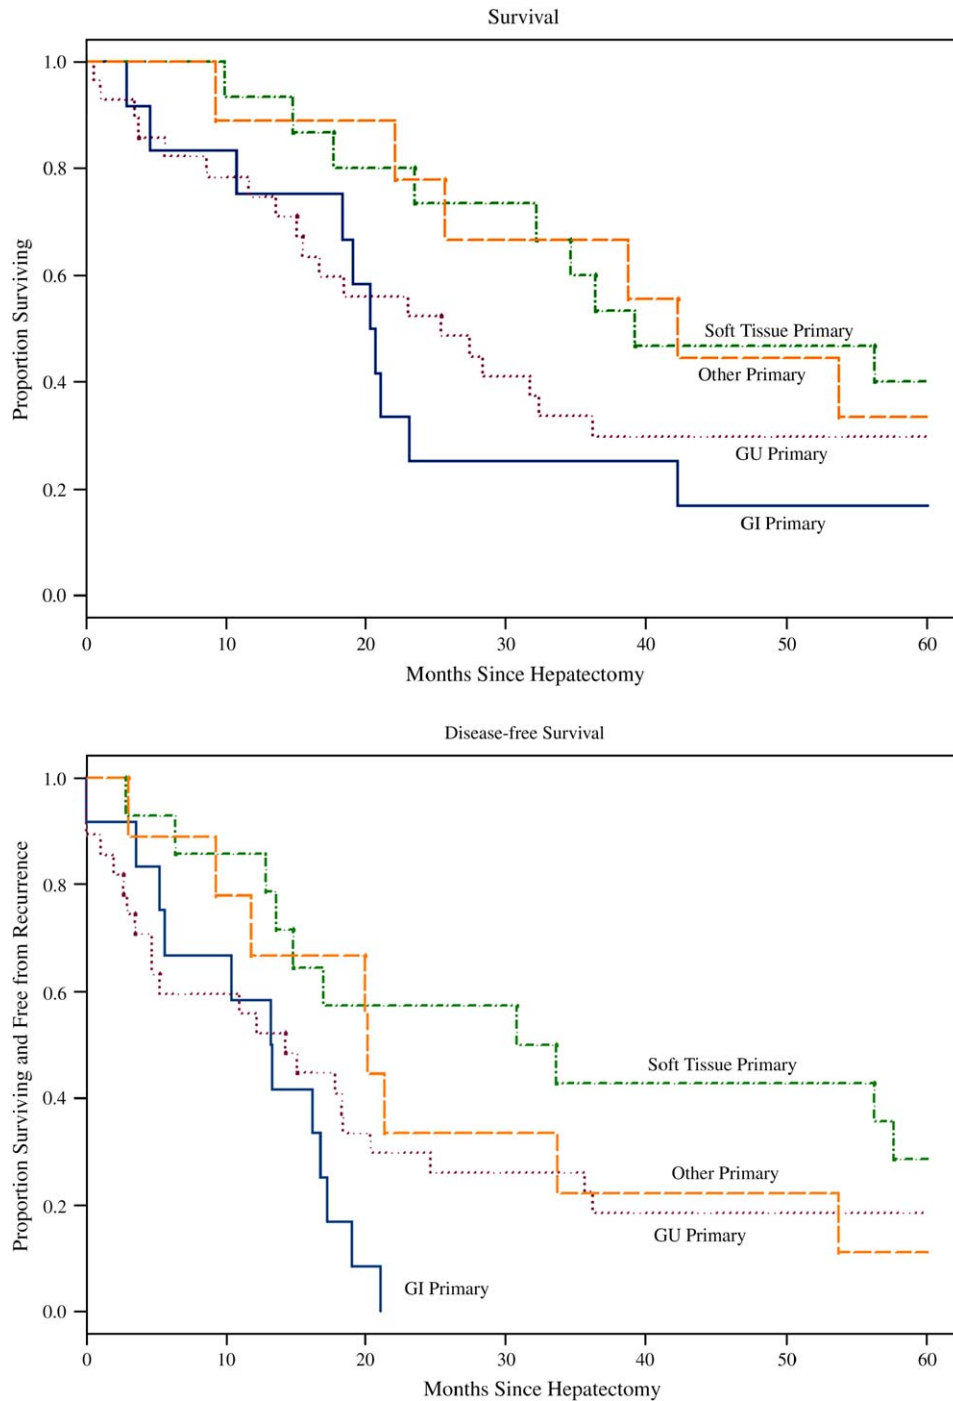 Survival
1.0
0.8
0.6
0.4
0.2
0.0
Proportion Surviving
Soft Tissue Primary
Other Primary
GU Primary
GI Primary
0 10 20 30 40 50 60
Months Since Hepatectomy
Disease-free Survival
1.0
0.8
0.6
0.4
0.2
0.0
Proportion Surviving and Free from Recurrence
Soft Tissue Primary
Other Primary
GU Primary
GI Primary
0 10 20 30 40 50 60
Months Since Hepatectomy